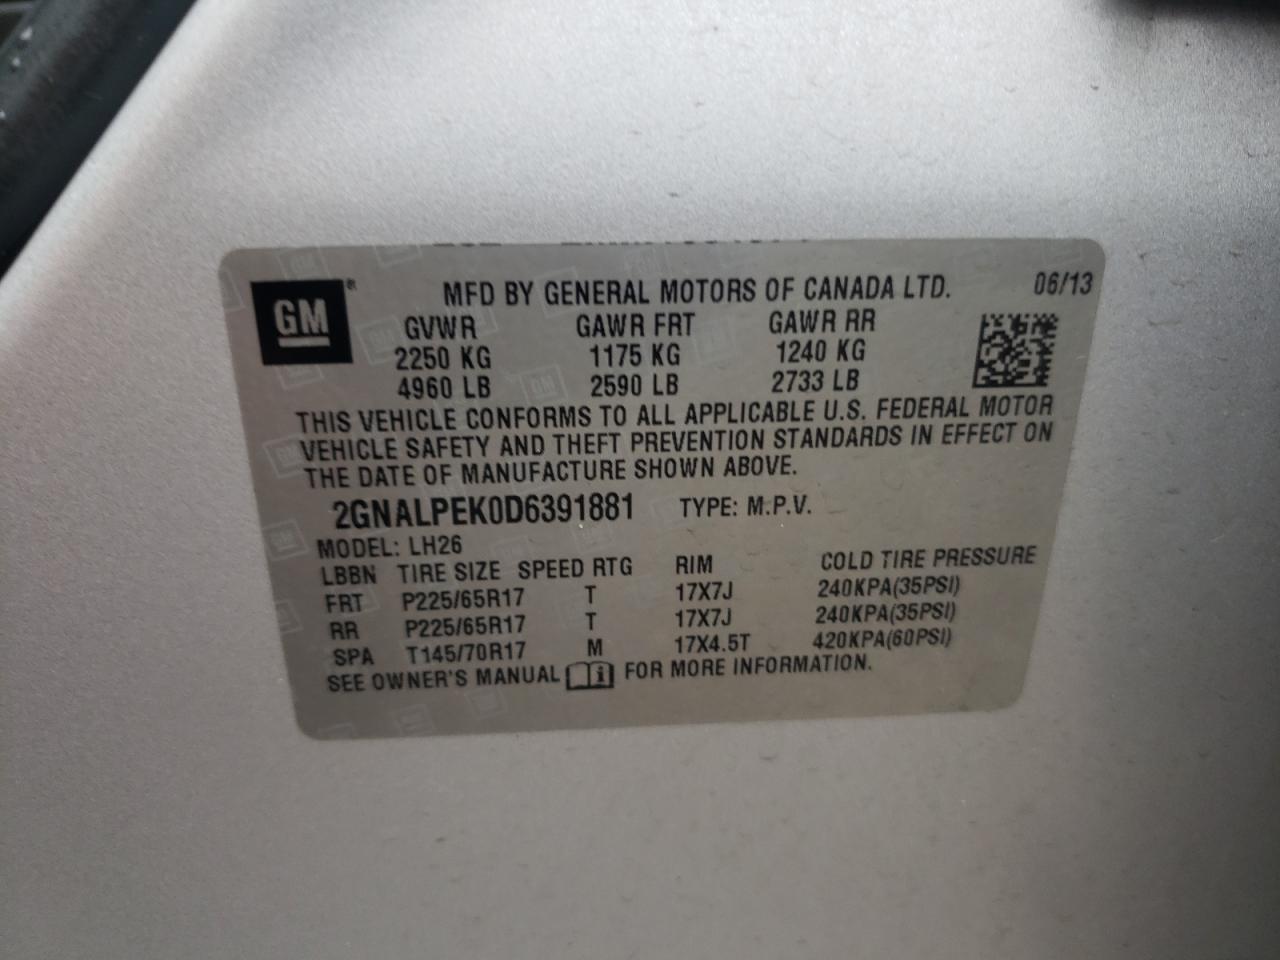 GM®
MFD BY GENERAL MOTORS OF CANADA LTD. 06/13
GVWR GAWR FRT GAWR RR
2250 KG 1175 KG 1240 KG
4960 LB 2590 LB 2733 LB
THIS VEHICLE CONFORMS TO ALL APPLICABLE U.S. FEDERAL MOTOR
VEHICLE SAFETY AND THEFT PREVENTION STANDARDS IN EFFECT ON
THE DATE OF MANUFACTURE SHOWN ABOVE.
2GNALPEK0D6391881 TYPE: M.P.V.
MODEL: LH26
LBBN TIRE SIZE SPEED RTG RIM COLD TIRE PRESSURE
FRT P225/65R17 T 17X7J 240KPA(35PSI)
RR P225/65R17 T 17X7J 240KPA(35PSI)
SPA T145/70R17 M 17X4.5T 420KPA(60PSI)
SEE OWNER'S MANUAL i FOR MORE INFORMATION.